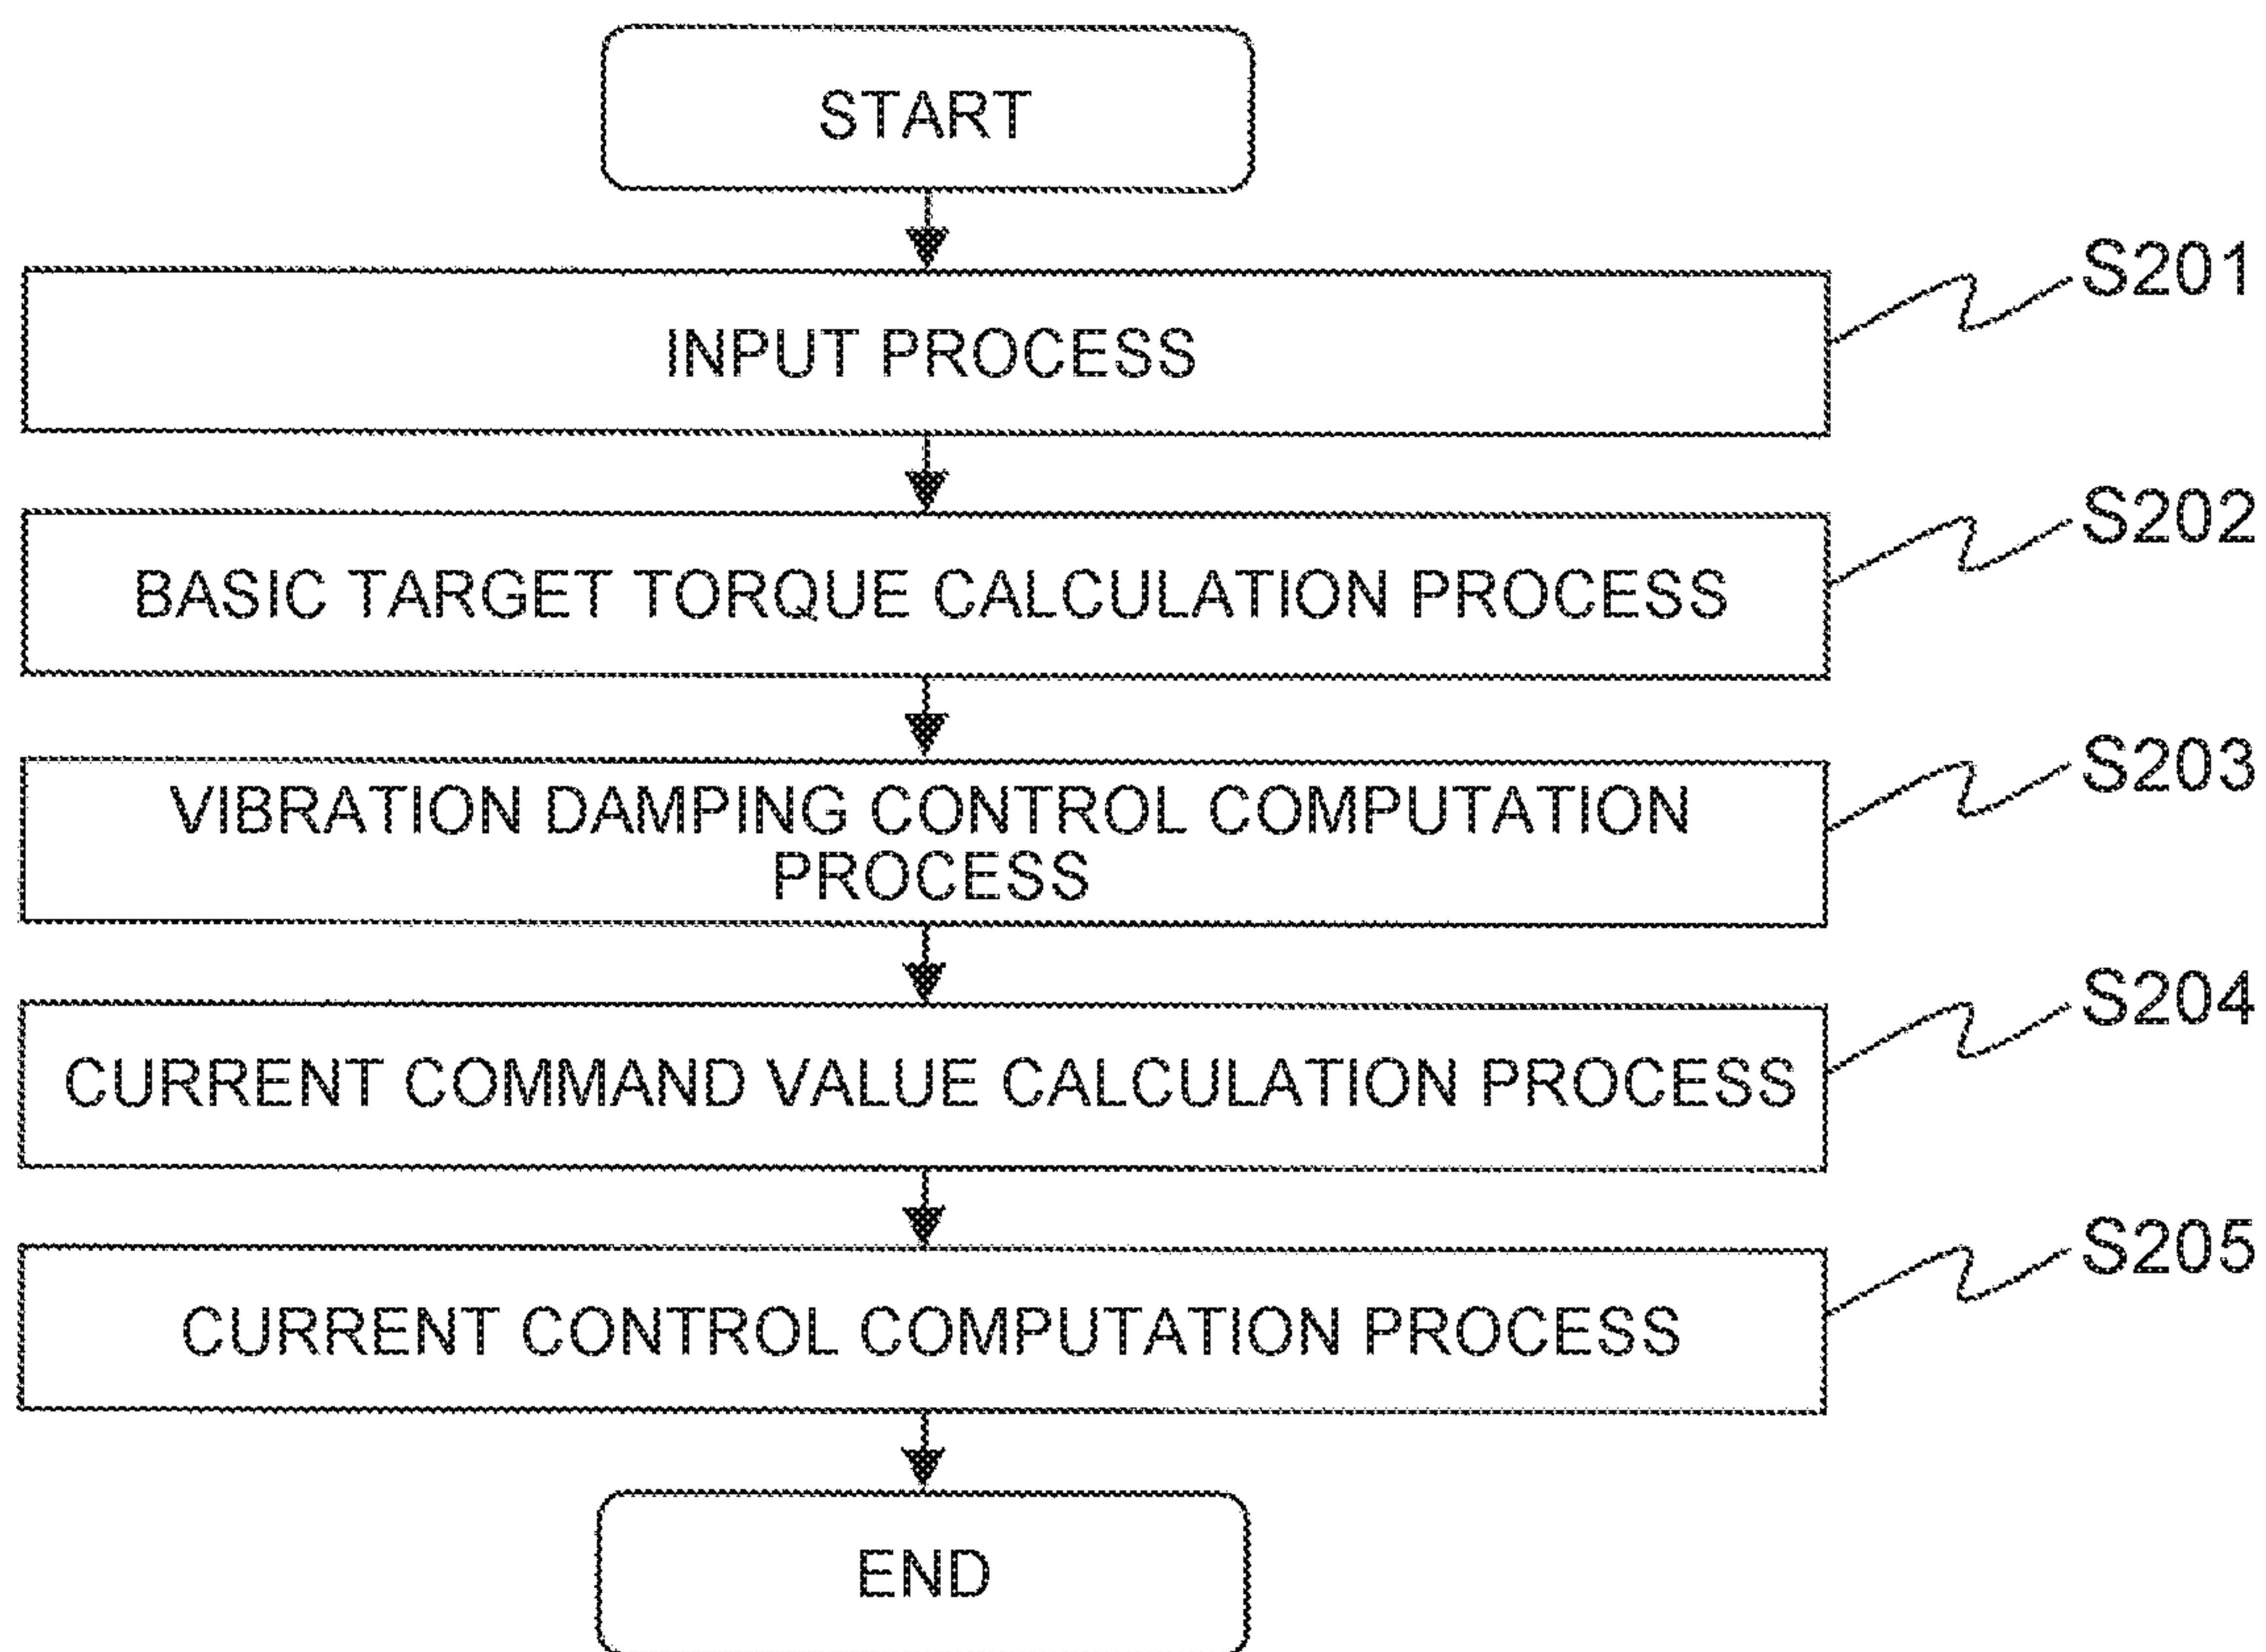 START
S201
INPUT PROCESS
S202
BASIC TARGET TORQUE CALCULATION PROCESS
S203
VIBRATION DAMPING CONTROL COMPUTATION
PROCESS
S204
CURRENT COMMAND VALUE CALCULATION PROCESS
S205
CURRENT CONTROL COMPUTATION PROCESS
END